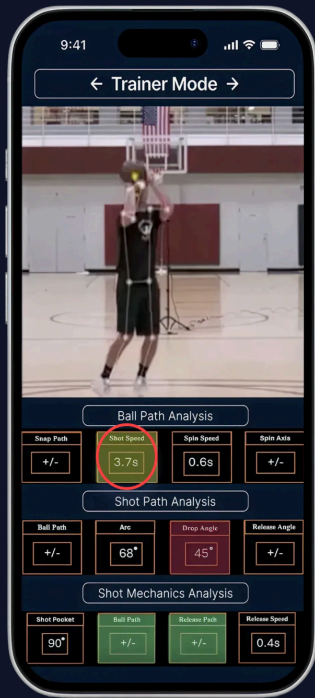 9:41
← Trainer Mode →
Ball Path Analysis
Snap Path Shot Speed Spin Speed Spin Axis
+/- 3.7s 0.6s +/-
Shot Path Analysis
Ball Path Arc Drop Angle Release Angle
+/- 68° 45° +/-
Shot Mechanics Analysis
Shot Pocket Ball Path Release Path Release Speed
90° +/- +/- 0.4s